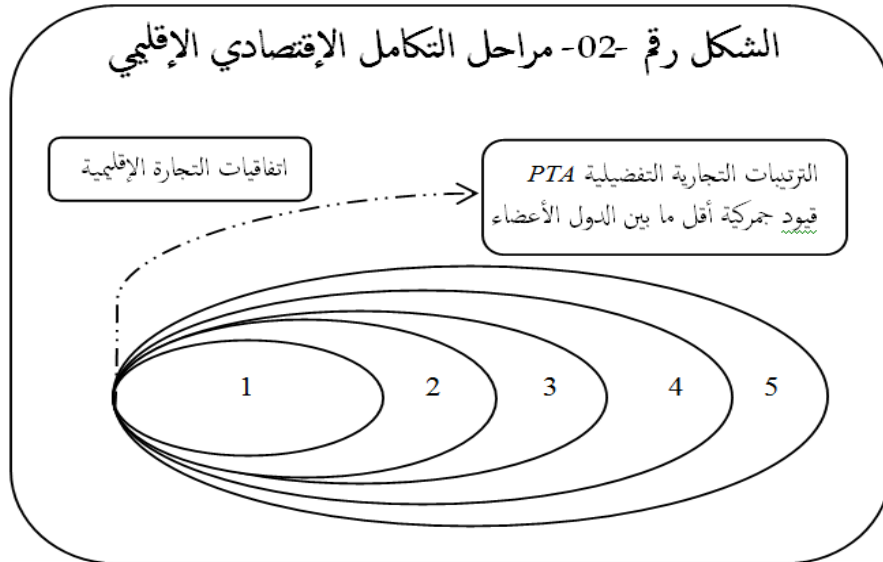 الشكل رقم -02- مراحل التكامل الإقتصادي الإقليمي
اتفاقيات التجارة الإقليمية
الترتيبات التجارية التفضيلية PTA
قيود جمركية أقل ما بين الدول الأعضاء
1 2 3 4 5